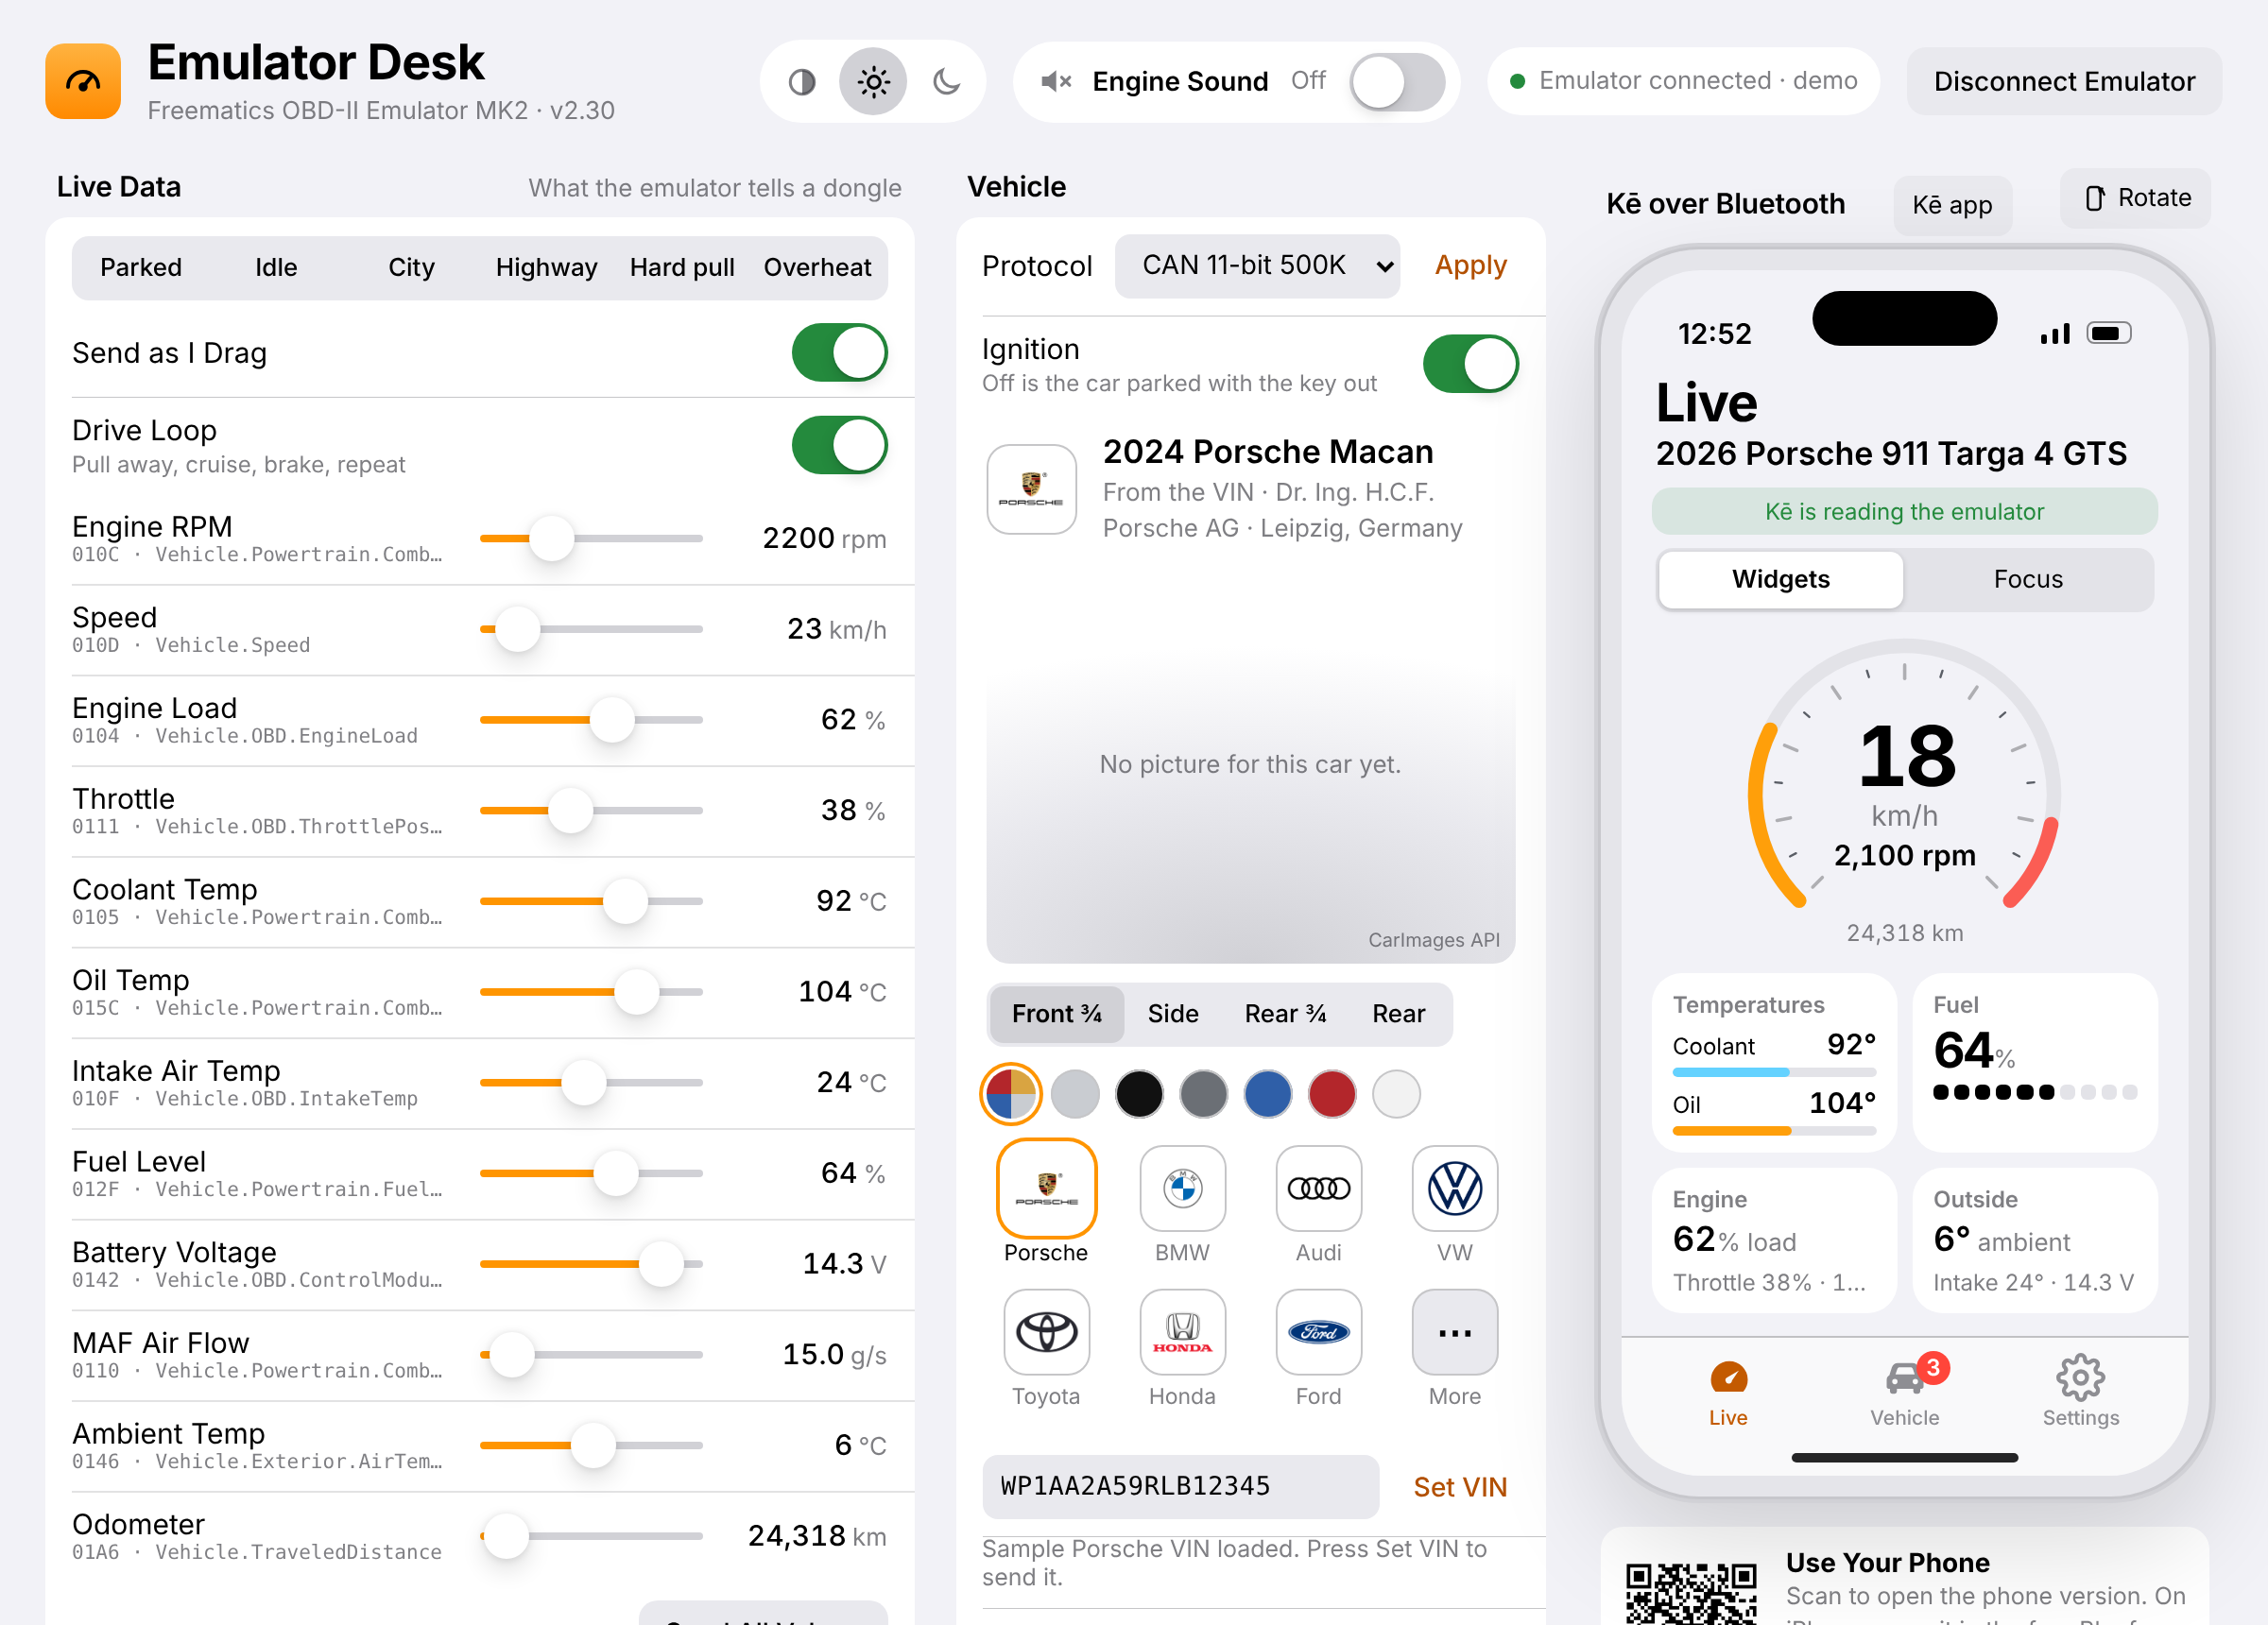 Emulator Desk
Freematics OBD-II Emulator MK2 · v2.30
Engine Sound Off
Emulator connected · demo
Disconnect Emulator
Live Data
What the emulator tells a dongle
Parked Idle City Highway Hard pull Overheat
Send as I Drag
Drive Loop
Pull away, cruise, brake, repeat
Engine RPM
010C · Vehicle.Powertrain.Comb…
2200 rpm
Speed
010D · Vehicle.Speed
23 km/h
Engine Load
0104 · Vehicle.OBD.EngineLoad
62 %
Throttle
0111 · Vehicle.OBD.ThrottlePos…
38 %
Coolant Temp
0105 · Vehicle.Powertrain.Comb…
92 °C
Oil Temp
015C · Vehicle.Powertrain.Comb…
104 °C
Intake Air Temp
010F · Vehicle.OBD.IntakeTemp
24 °C
Fuel Level
012F · Vehicle.Powertrain.Fuel…
64 %
Battery Voltage
0142 · Vehicle.OBD.ControlModu…
14.3 V
MAF Air Flow
0110 · Vehicle.Powertrain.Comb…
15.0 g/s
Ambient Temp
0146 · Vehicle.Exterior.AirTem…
6 °C
Odometer
01A6 · Vehicle.TraveledDistance
24,318 km
Vehicle
Protocol CAN 11-bit 500K Apply
Ignition
Off is the car parked with the key out
PORSCHE
2024 Porsche Macan
From the VIN · Dr. Ing. H.C.F.
Porsche AG · Leipzig, Germany
No picture for this car yet.
CarImages API
Front ¾ Side Rear ¾ Rear
PORSCHE
BMW
Porsche BMW Audi VW
HONDA
Ford
Toyota Honda Ford More
WP1AA2A59RLB12345
Set VIN
Sample Porsche VIN loaded. Press Set VIN to
send it.
Kē over Bluetooth
Kē app
Rotate
12:52
Live
2026 Porsche 911 Targa 4 GTS
Kē is reading the emulator
Widgets Focus
18
km/h
2,100 rpm
24,318 km
Temperatures
Coolant 92°
Oil 104°
Fuel
64%
Engine
62% load
Throttle 38% · 1…
Outside
6° ambient
Intake 24° · 14.3 V
3
Live Vehicle Settings
Use Your Phone
Scan to open the phone version. On